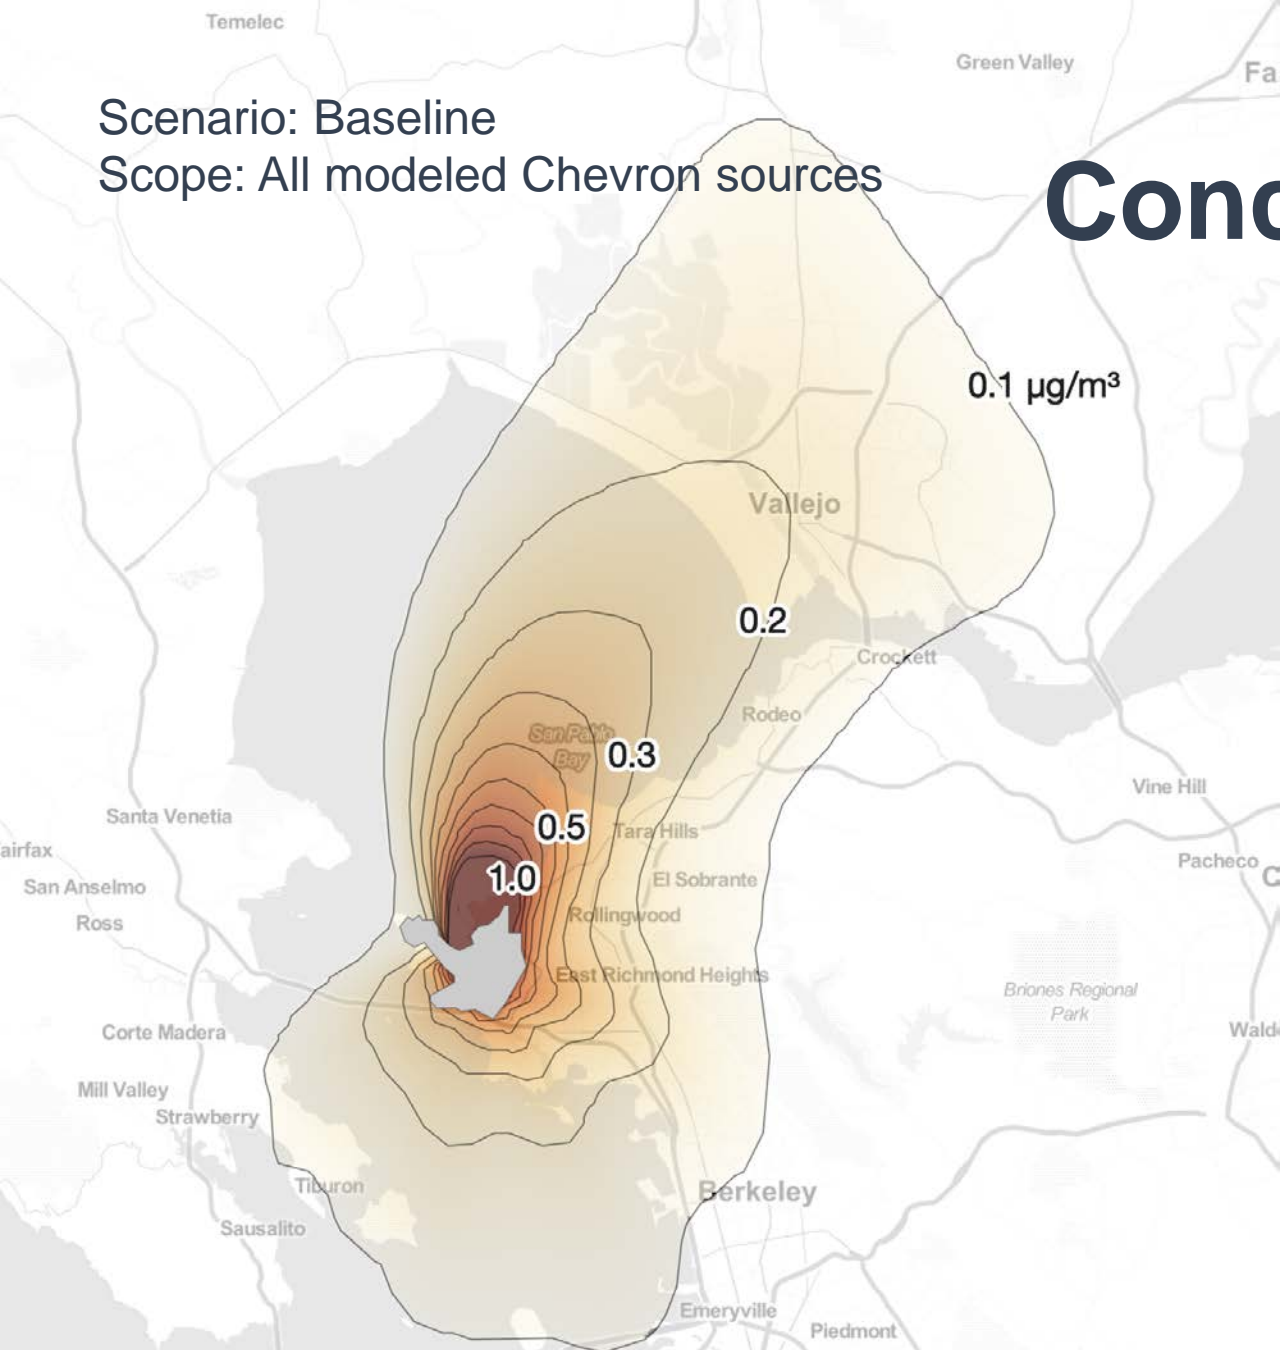 Temelec
Green Valley
Fa
Scenario: Baseline
Scope: All modeled Chevron sources
Conc
0.1 µg/m³
Vallejo
0.2
Crockett
Rodeo
San Pablo
Bay
0.3
Vine Hill
Santa Venetia
0.5
Tara Hills
airfax
Pacheco
C
San Anselmo
1.0
El Sobrante
Ross
Rollingwood
East Richmond Heights
Briones Regional
Park
Corte Madera
Wald
Mill Valley
Strawberry
Tiburon
Berkeley
Sausalito
Emeryville
Piedmont